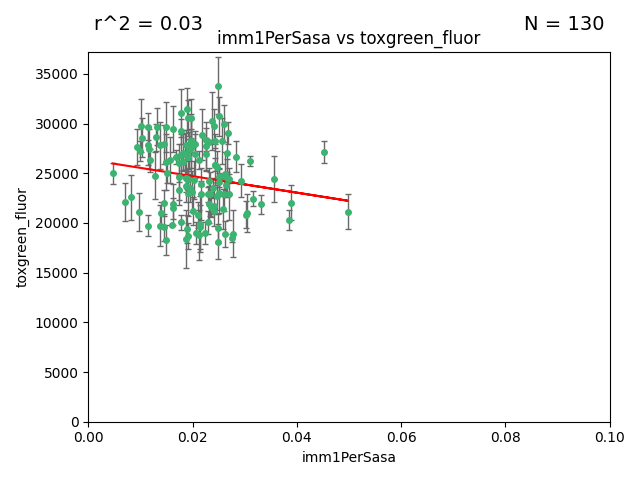 r^2 = 0.03
N = 130
imm1PerSasa vs toxgreen_fluor
toxgreen_fluor
35000
30000
25000
20000
15000
10000
5000
0
0.00
0.02
0.04
0.06
0.08
0.10
imm1PerSasa